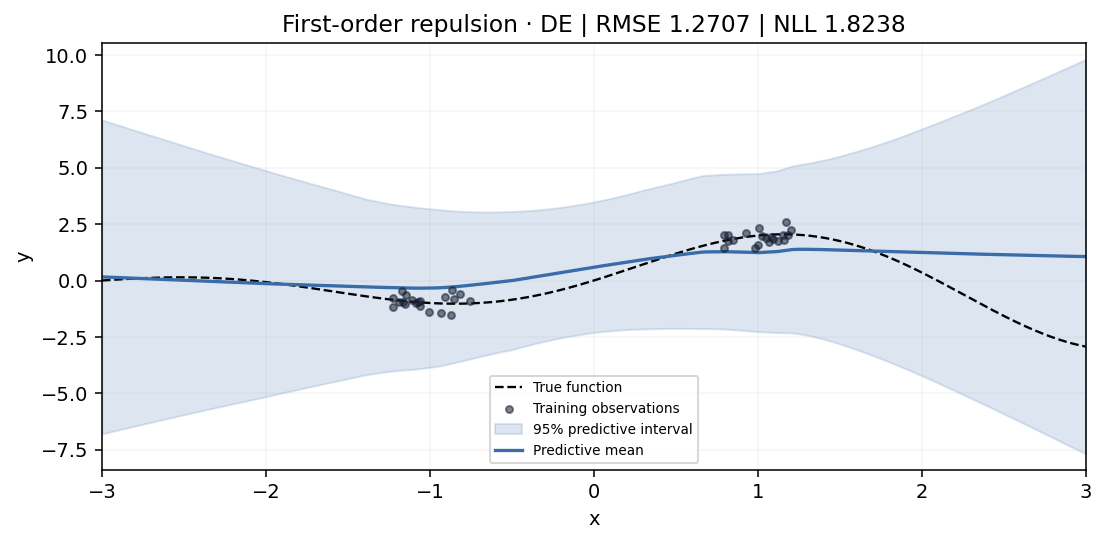 First-order repulsion · DE | RMSE 1.2707 | NLL 1.8238
10.0
7.5
5.0
2.5
0.0
−2.5
−5.0
−7.5
y
True function
Training observations
95% predictive interval
Predictive mean
−3 −2 −1 0 1 2 3
x